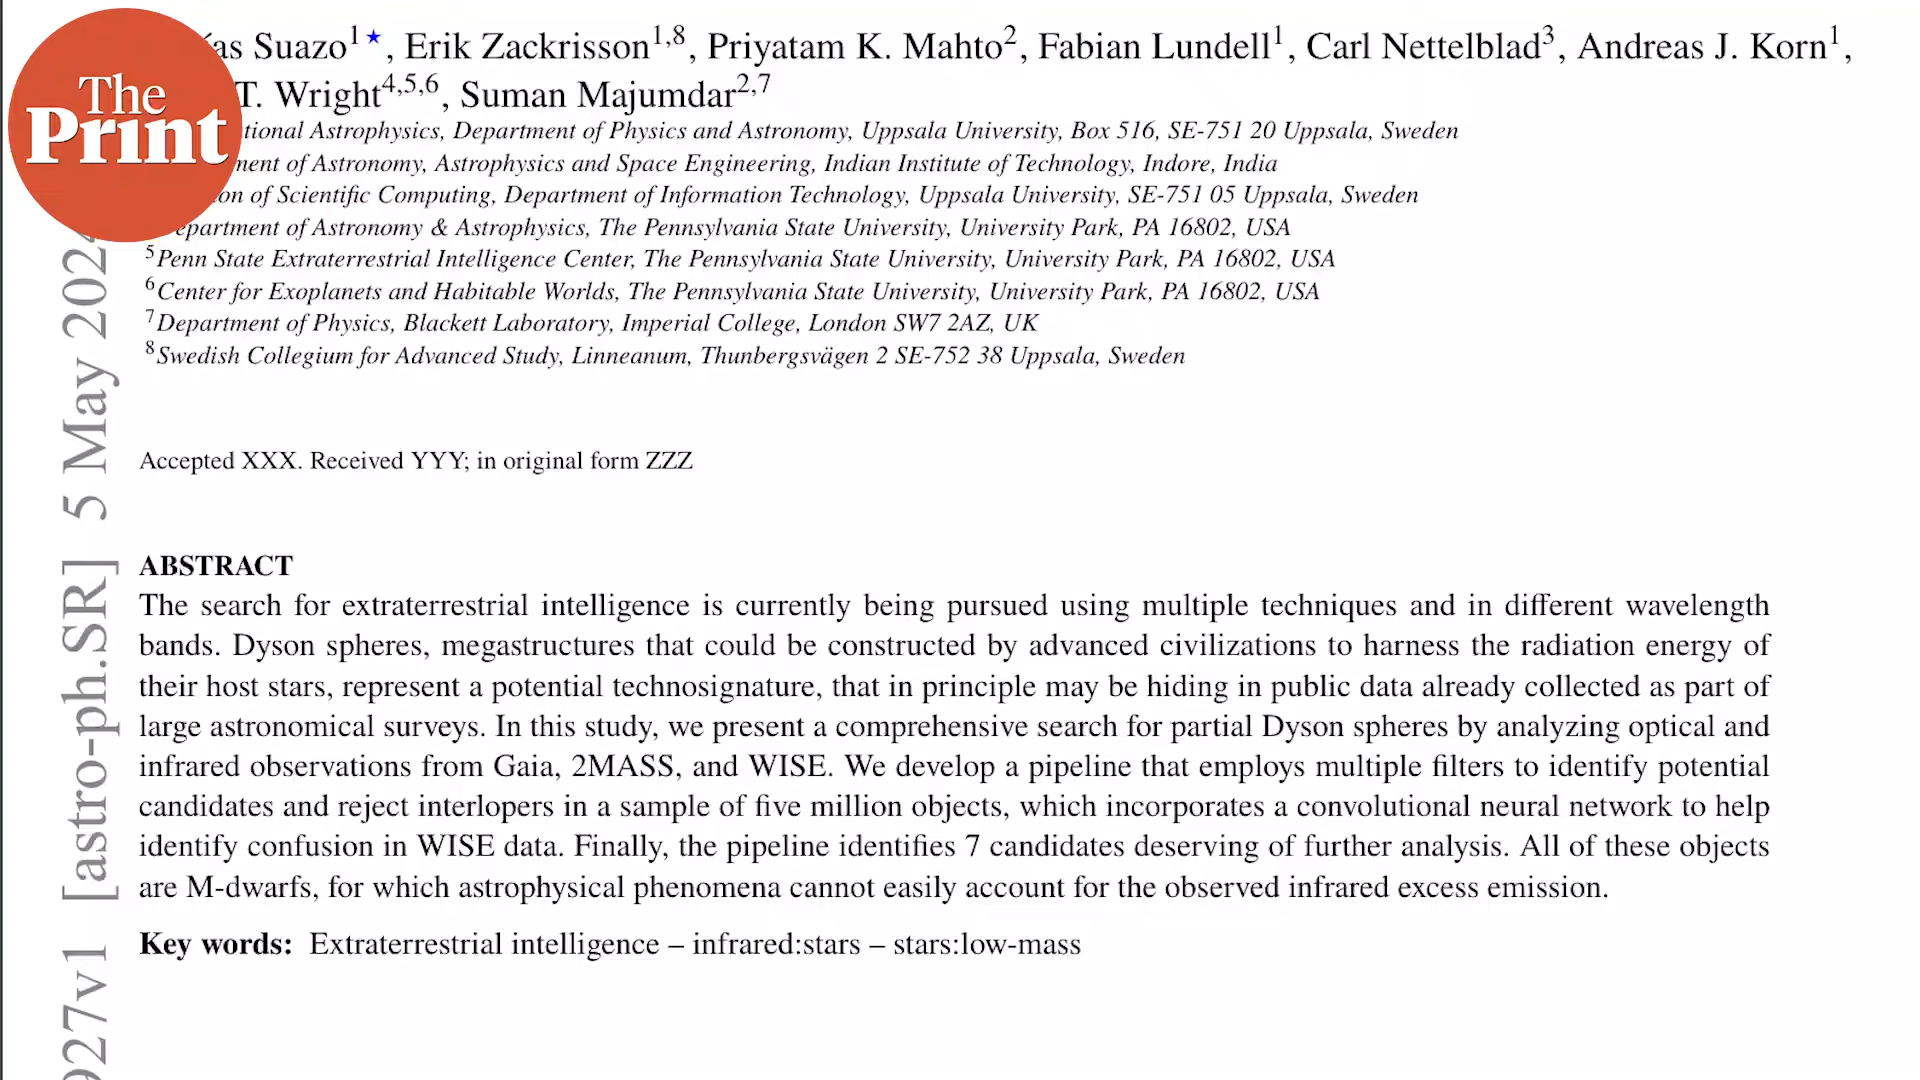 The
Print
as Suazo1★, Erik Zackrisson1,8, Priyatam K. Mahto2, Fabian Lundell1, Carl Nettelblad3, Andreas J. Korn1,
T. Wright4,5,6, Suman Majumdar2,7
Astrophysics, Department of Physics and Astronomy, Uppsala University, Box 516, SE-751 20 Uppsala, Sweden
of Astronomy, Astrophysics and Space Engineering, Indian Institute of Technology, Indore, India
of Scientific Computing, Department of Information Technology, Uppsala University, SE-751 05 Uppsala, Sweden
epartment of Astronomy & Astrophysics, The Pennsylvania State University, University Park, PA 16802, USA
5Penn State Extraterrestrial Intelligence Center, The Pennsylvania State University, University Park, PA 16802, USA
6Center for Exoplanets and Habitable Worlds, The Pennsylvania State University, University Park, PA 16802, USA
7Department of Physics, Blackett Laboratory, Imperial College, London SW7 2AZ, UK
8Swedish Collegium for Advanced Study, Linneanum, Thunbergsvägen 2 SE-752 38 Uppsala, Sweden
Accepted XXX. Received YYY; in original form ZZZ
ABSTRACT
The search for extraterrestrial intelligence is currently being pursued using multiple techniques and in different wavelength
bands. Dyson spheres, megastructures that could be constructed by advanced civilizations to harness the radiation energy of
their host stars, represent a potential technosignature, that in principle may be hiding in public data already collected as part of
large astronomical surveys. In this study, we present a comprehensive search for partial Dyson spheres by analyzing optical and
infrared observations from Gaia, 2MASS, and WISE. We develop a pipeline that employs multiple filters to identify potential
candidates and reject interlopers in a sample of five million objects, which incorporates a convolutional neural network to help
identify confusion in WISE data. Finally, the pipeline identifies 7 candidates deserving of further analysis. All of these objects
are M-dwarfs, for which astrophysical phenomena cannot easily account for the observed infrared excess emission.
Key words: Extraterrestrial intelligence – infrared:stars – stars:low-mass
927v1 [astro-ph.SR] 5 May 202